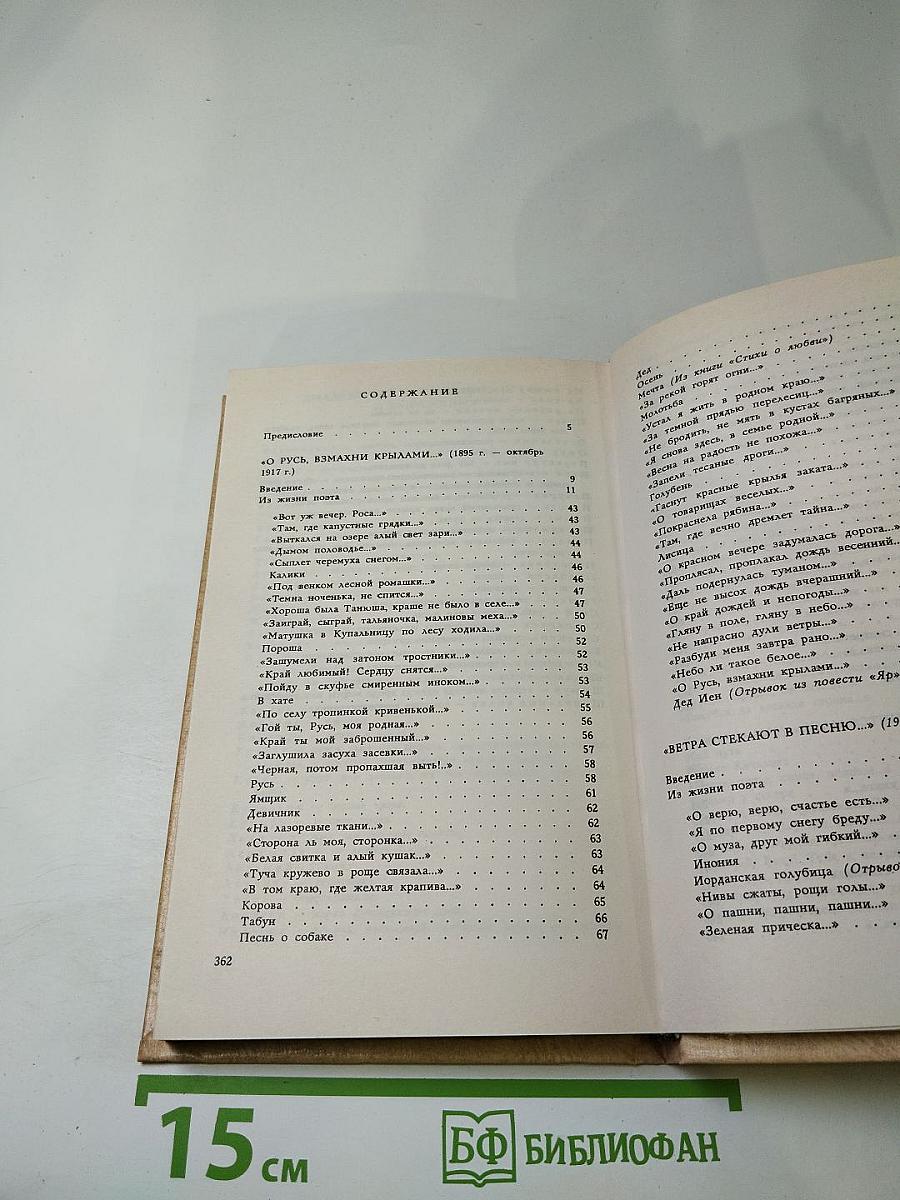 СОДЕРЖАНИЕ
Предисловие . . . . . . . . . . . . . . . . 5
«О РУСЬ, ВЗМАХНИ КРЫЛАМИ...» (1895 г. — октябрь
1917 г.)
Введение . . . . . . . . . . . . . . . . 9
Из жизни поэта . . . . . . . . . . . . . . . . 11
«Вот уж вечер. Роса...» . . . . . . . . . . 43
«Там, где капустные грядки...» . . . . . . . . . . 43
«Выткался на озере алый свет зари...» . . . . . . . . 43
«Дымом половодье...» . . . . . . . . . . 44
«Сыплет черемуха снегом...» . . . . . . . . . . 44
Калики . . . . . . . . . . . . 46
«Под венком лесной ромашки...» . . . . . . . . . . 46
«Темна ноченька, не спится...» . . . . . . . . . . 47
«Хороша была Танюша, краше не было в селе...» . . . . 47
«Заиграй, сыграй, тальяночка, малиновы меха...» . . . . 50
«Матушка в Купальницу по лесу ходила...» . . . . . . 50
Пороша . . . . . . . . . . . . 52
«Зашумели над затоном тростники...» . . . . . . . . 52
«Край любимый! Сердцу снятся...» . . . . . . . . 53
«Пойду в скуфье смиренным иноком...» . . . . . . . . 53
В хате . . . . . . . . . . . . 54
«По селу тропинкой кривенькой...» . . . . . . . . 55
«Гой ты, Русь, моя родная...» . . . . . . . . . . 56
«Край ты мой заброшенный...» . . . . . . . . . . 56
«Заглушила засуха засевки...» . . . . . . . . . . 57
«Черная, потом пропахшая выть!..» . . . . . . . . 58
Русь . . . . . . . . . . . . 58
Ямщик . . . . . . . . . . . . 61
Девичник . . . . . . . . . . . . 62
«На лазоревые ткани...» . . . . . . . . . . 62
«Сторона ль моя, сторонка...» . . . . . . . . . . 63
«Белая свитка и алый кушак...» . . . . . . . . 63
«Туча кружево в роще связала...» . . . . . . . . 64
«В том краю, где желтая крапива...» . . . . . . . . 64
Корова . . . . . . . . . . . . 65
Табун . . . . . . . . . . . . 66
Песнь о собаке . . . . . . . . . . . . 67
362
Дед . . . . . . . .
Осень . . . . . . . .
Мечта (Из книги «Стихи о любви»)
«За рекой горят огни...» . . . . . .
Молотьба . . . . . . . .
«Устал я жить в родном краю...» . . . .
«За темной прядью перелесиц...» . . . .
«Не бродить, не мять в кустах багряных...»
«Я снова здесь, в семье родной...» . . . .
«Весна на радость не похожа...» . . . .
«Запели тесаные дроги...» . . . .
Голубень . . . . . . . .
«Гаснут красные крылья заката...» . . . .
«О товарищах веселых...» . . . .
«Покраснела рябина...» . . . .
«Там, где вечно дремлет тайна...» . . . .
Лисица . . . . . . . .
«О красном вечере задумалась дорога...»
«Проплясал, проплакал дождь весенний...
«Даль подернулась туманом...» . . . .
«Еще не высох дождь вчерашний...» . . .
«О край дождей и непогоды...» . . . .
«Гляну в поле, гляну в небо...» . . . .
«Не напрасно дули ветры...» . . . .
«Разбуди меня завтра рано...» . . . .
«Небо ли такое белое...» . . . .
«О Русь, взмахни крылами...» . . . .
Дед Иен (Отрывок из повести «Яр»
«ВЕТРА СТЕКАЮТ В ПЕСНЮ...» (19
Введение . . . . . . . .
Из жизни поэта . . . . . .
«О верю, верю, счастье есть...»
«Я по первому снегу бреду...»
«О муза, друг мой гибкий...» .
Инония . . . . . . . .
Иорданская голубица (Отрыво
«Нивы сжаты, рощи голы...»
«О пашни, пашни, пашни...»
«Зеленая прическа...» . . .
15 см
БФ БИБЛИОФАН